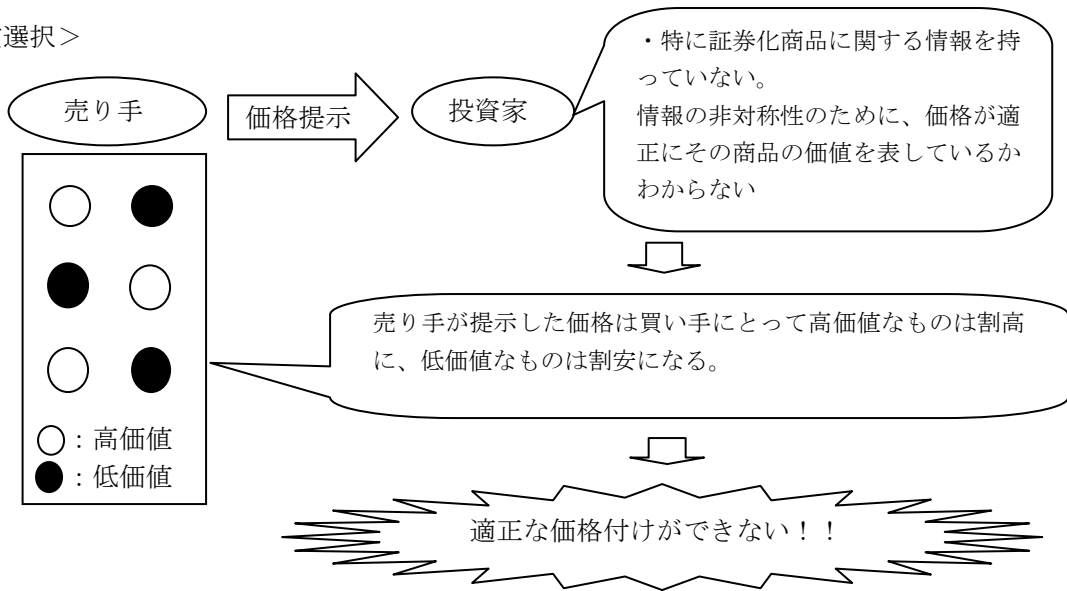 選択＞
売り手
価格提示
投資家
・特に証券化商品に関する情報を持
っていない。
情報の非対称性のために、価格が適
正にその商品の価値を表しているか
わからない
売り手が提示した価格は買い手にとって高価値なものは割高
に、低価値なものは割安になる。
：高価値
：低価値
適正な価格付けができない！！